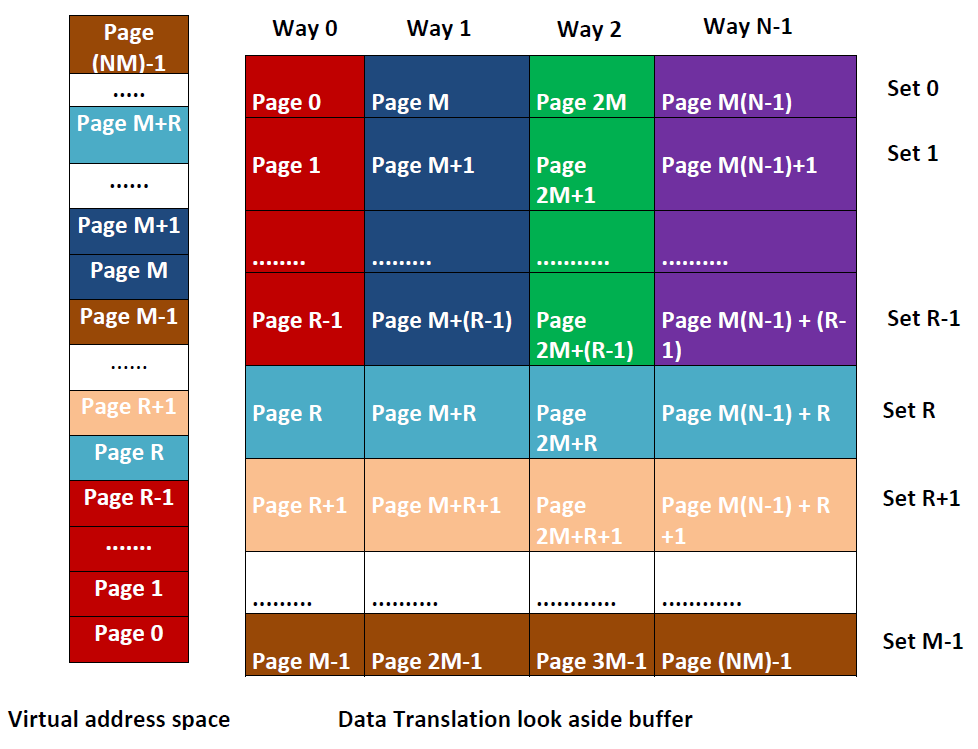 Way 0 Way 1 Way 2 Way N-1
Page
(NM)-1
.....
Page M+R
......
Page M+1
Page M
Page M-1
......
Page R+1
Page R
Page R-1
.......
Page 1
Page 0
Page 0 Page M Page 2M Page M(N-1) Set 0
Page 1 Page M+1 Page Page M(N-1)+1 Set 1
2M+1
........ ......... ........... ..........
Page R-1 Page M+(R-1) Page Page M(N-1) + (R- Set R-1
2M+(R-1) 1)
Page R Page M+R Page Page M(N-1) + R Set R
2M+R
Page R+1 Page M+R+1 Page Page M(N-1) + R Set R+1
2M+R+1 +1
......... .......... ............ ............
Page M-1 Page 2M-1 Page 3M-1 Page (NM)-1 Set M-1
Virtual address space Data Translation look aside buffer